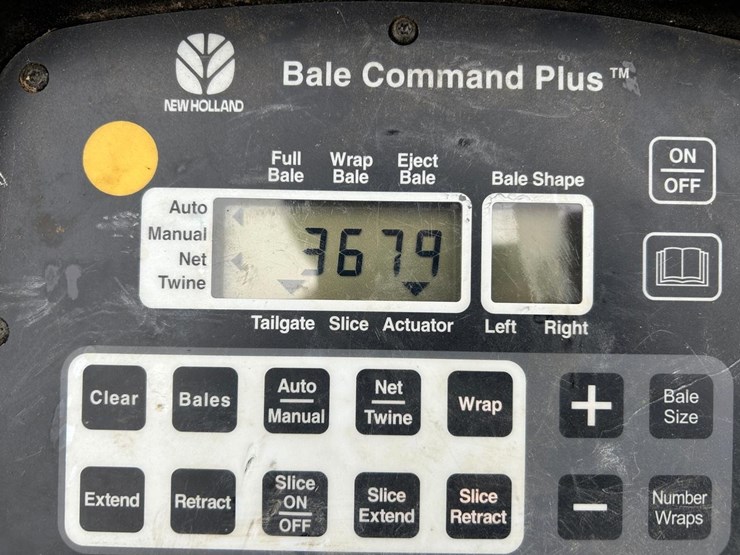 NEW HOLLAND
Bale Command Plus™
Full Bale
Wrap Bale
Eject Bale
Bale Shape
ON
OFF
Auto
Manual
Net
Twine
3679
Tailgate Slice Actuator
Left Right
Clear
Bales
Auto
Manual
Net
Twine
Wrap
+
Bale
Size
Extend
Retract
Slice
ON
OFF
Slice
Extend
Slice
Retract
−
Number
Wraps